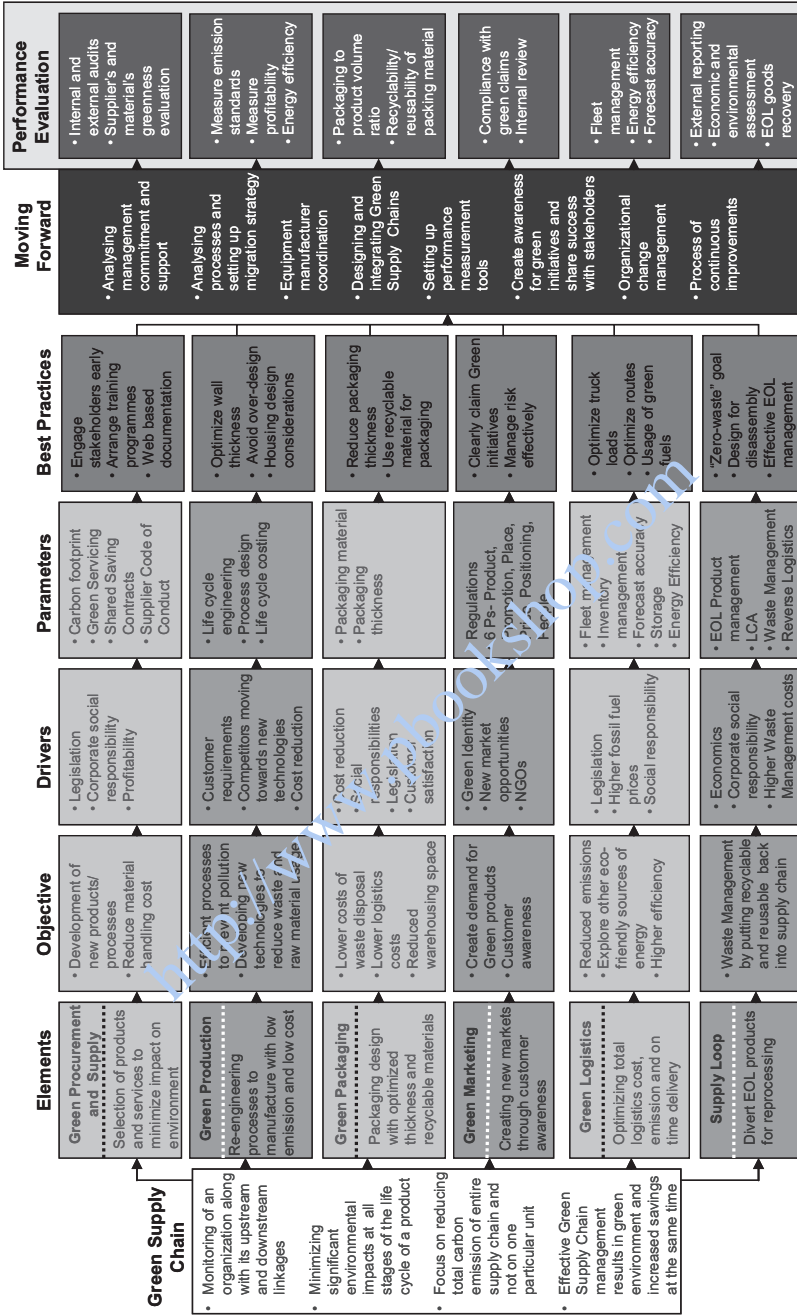 Green Supply
Chain
• Monitoring of an
organization along
with its upstream
and downstream
linkages
• Minimizing
significant
environmental
impacts at all
stages of the life
cycle of a product
• Focus on reducing
total carbon
emission of entire
supply chain and
not on one
particular unit
• Effective Green
Supply Chain
management
results in green
environment and
increased savings
at the same time
Elements
Green Procurement
and Supply
Selection of products
and services to
minimize impact on
environment
Green Production
Re-engineering
processes to
manufacture with low
emission and low cost
Green Packaging
Packaging design
with optimized
thickness and
recyclable materials
Green Marketing
Creating new markets
through customer
awareness
Green Logistics
Optimizing total
logistics cost,
emission and on
time delivery
Supply Loop
Divert EOL products
for reprocessing
Objective
• Development of
new products/
processes
• Reduce material
handling cost
• Efficient processes
to prevent pollution
• Developing new
technologies to
reduce waste and
raw material usage
• Lower costs of
waste disposal
• Lower logistics
costs
• Reduced
warehousing space
• Create demand for
Green products
• Customer
awareness
• Reduced emissions
• Explore other eco-
friendly sources of
energy
• Higher efficiency
• Waste Management
by putting recyclable
and reusable back
into supply chain
Drivers
• Legislation
• Corporate social
responsibility
• Profitability
• Customer
requirements
• Competitors moving
towards new
technologies
• Cost reduction
• Cost reduction
• Social
responsibilities
• Legislation
• Customer
satisfaction
• Green Identity
• New market
opportunities
• NGOs
• Legislation
• Higher fossil fuel
prices
• Social responsibility
• Economics
• Corporate social
responsibility
• Higher Waste
Management costs
Parameters
• Carbon footprint
• Green Servicing
• Shared Saving
Contracts
• Supplier Code of
Conduct
• Life cycle
engineering
• Process design
• Life cycle costing
• Packaging material
• Packaging
thickness
• Regulations
• 6 Ps- Product,
Promotion, Place,
Price, Positioning,
People
• Fleet management
• Inventory
management
• Forecast accuracy
• Storage
• Energy Efficiency
• EOL Product
management
• LCA
• Waste Management
• Reverse Logistics
Best Practices
• Engage
stakeholders early
• Arrange training
programmes
• Web based
documentation
• Optimize wall
thickness
• Avoid over-design
• Housing design
considerations
• Reduce packaging
thickness
• Use recyclable
material for
packaging
• Clearly claim Green
initiatives
• Manage risk
effectively
• Optimize truck
loads
• Optimize routes
• Usage of green
fuels
• "Zero-waste" goal
• Design for
disassembly
• Effective EOL
management
Moving
Forward
• Analysing
management
commitment and
support
• Analysing
processes and
setting up
migration strategy
• Equipment
manufacturer
coordination
• Designing and
integrating Green
Supply Chains
• Setting up
performance
measurement
tools
• Create awareness
for green
initiatives and
share success
with stakeholders
• Organizational
change
management
• Process of
continuous
improvements
Performance
Evaluation
• Internal and
external audits
• Supplier's and
material's
greenness
evaluation
• Measure emission
standards
• Measure
profitability
• Energy efficiency
• Packaging to
product volume
ratio
• Recyclability/
reusability of
packing material
• Compliance with
green claims
• Internal review
• Fleet
management
• Energy efficiency
• Forecast accuracy
• External reporting
• Economic and
environmental
assessment
• EOL goods
recovery